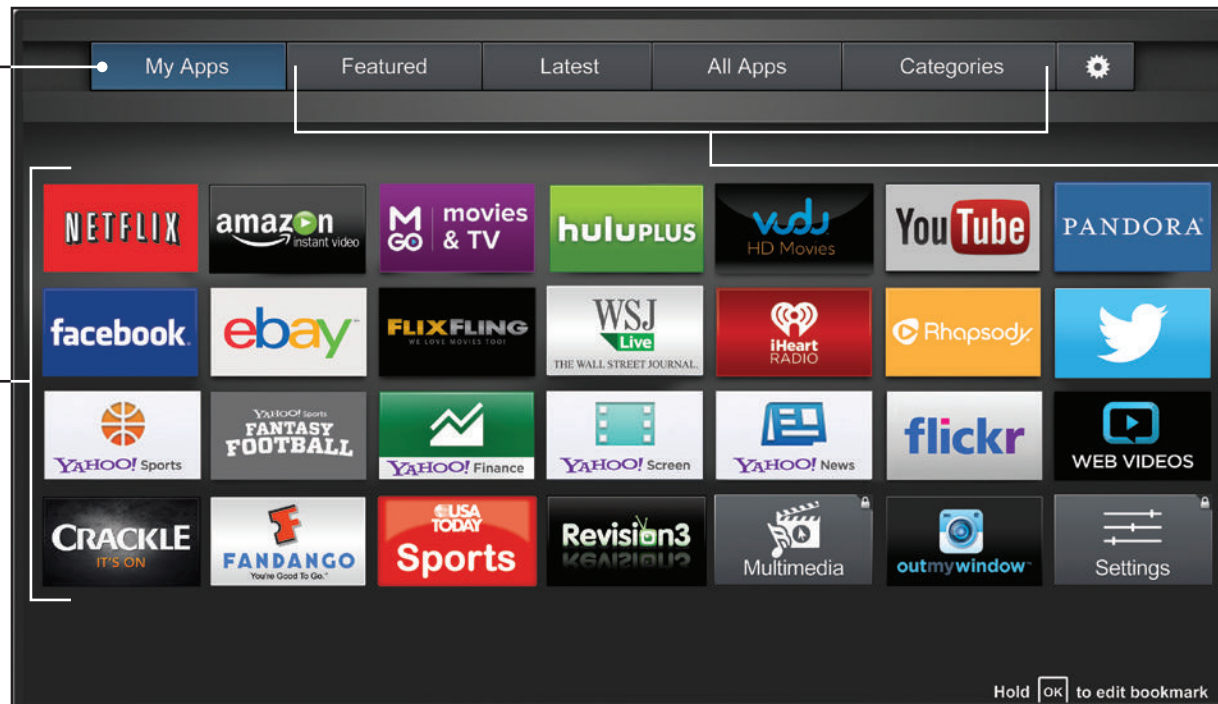 My Apps
Featured
Latest
All Apps
Categories
NETFLIX
amazon
instant video
M GO
movies & TV
huluPLUS
VUDU
HD Movies
YouTube
PANDORA
facebook.
ebay™
FLIXFLING
WE LOVE MOVIES TOO!
WSJ
Live
THE WALL STREET JOURNAL.
iHeart
RADIO
Rhapsody
YAHOO! Sports
YAHOO! Sports
FANTASY
FOOTBALL
YAHOO! Finance
YAHOO! Screen
YAHOO! News
flickr
WEB VIDEOS
CRACKLE
IT'S ON
FANDANGO
You're Good To Go.™
USA
TODAY
Sports
Revision3
Multimedia
outmywindow™
Settings
Hold OK to edit bookmark